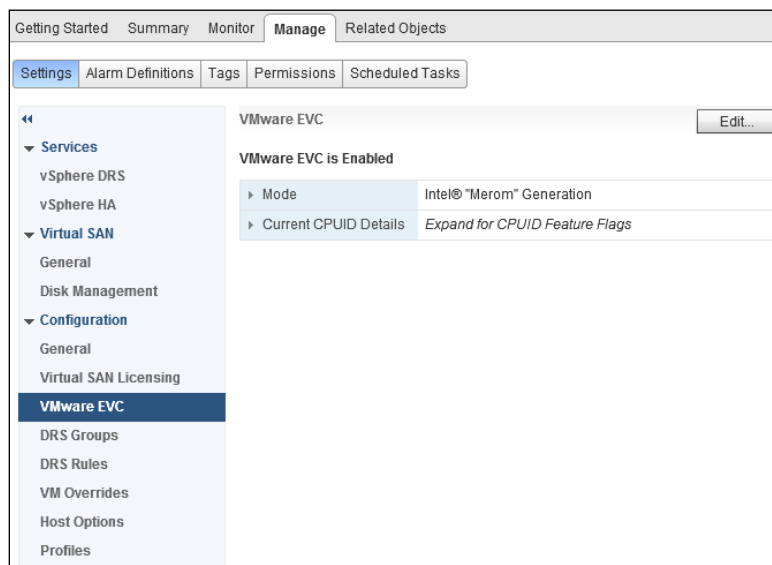 Getting Started Summary Monitor Manage Related Objects
Settings Alarm Definitions Tags Permissions Scheduled Tasks
VMware EVC Edit...
Services
vSphere DRS
vSphere HA
Virtual SAN
General
Disk Management
Configuration
General
Virtual SAN Licensing
VMware EVC
DRS Groups
DRS Rules
VM Overrides
Host Options
Profiles
VMware EVC is Enabled
Mode Intel® "Merom" Generation
Current CPUID Details Expand for CPUID Feature Flags